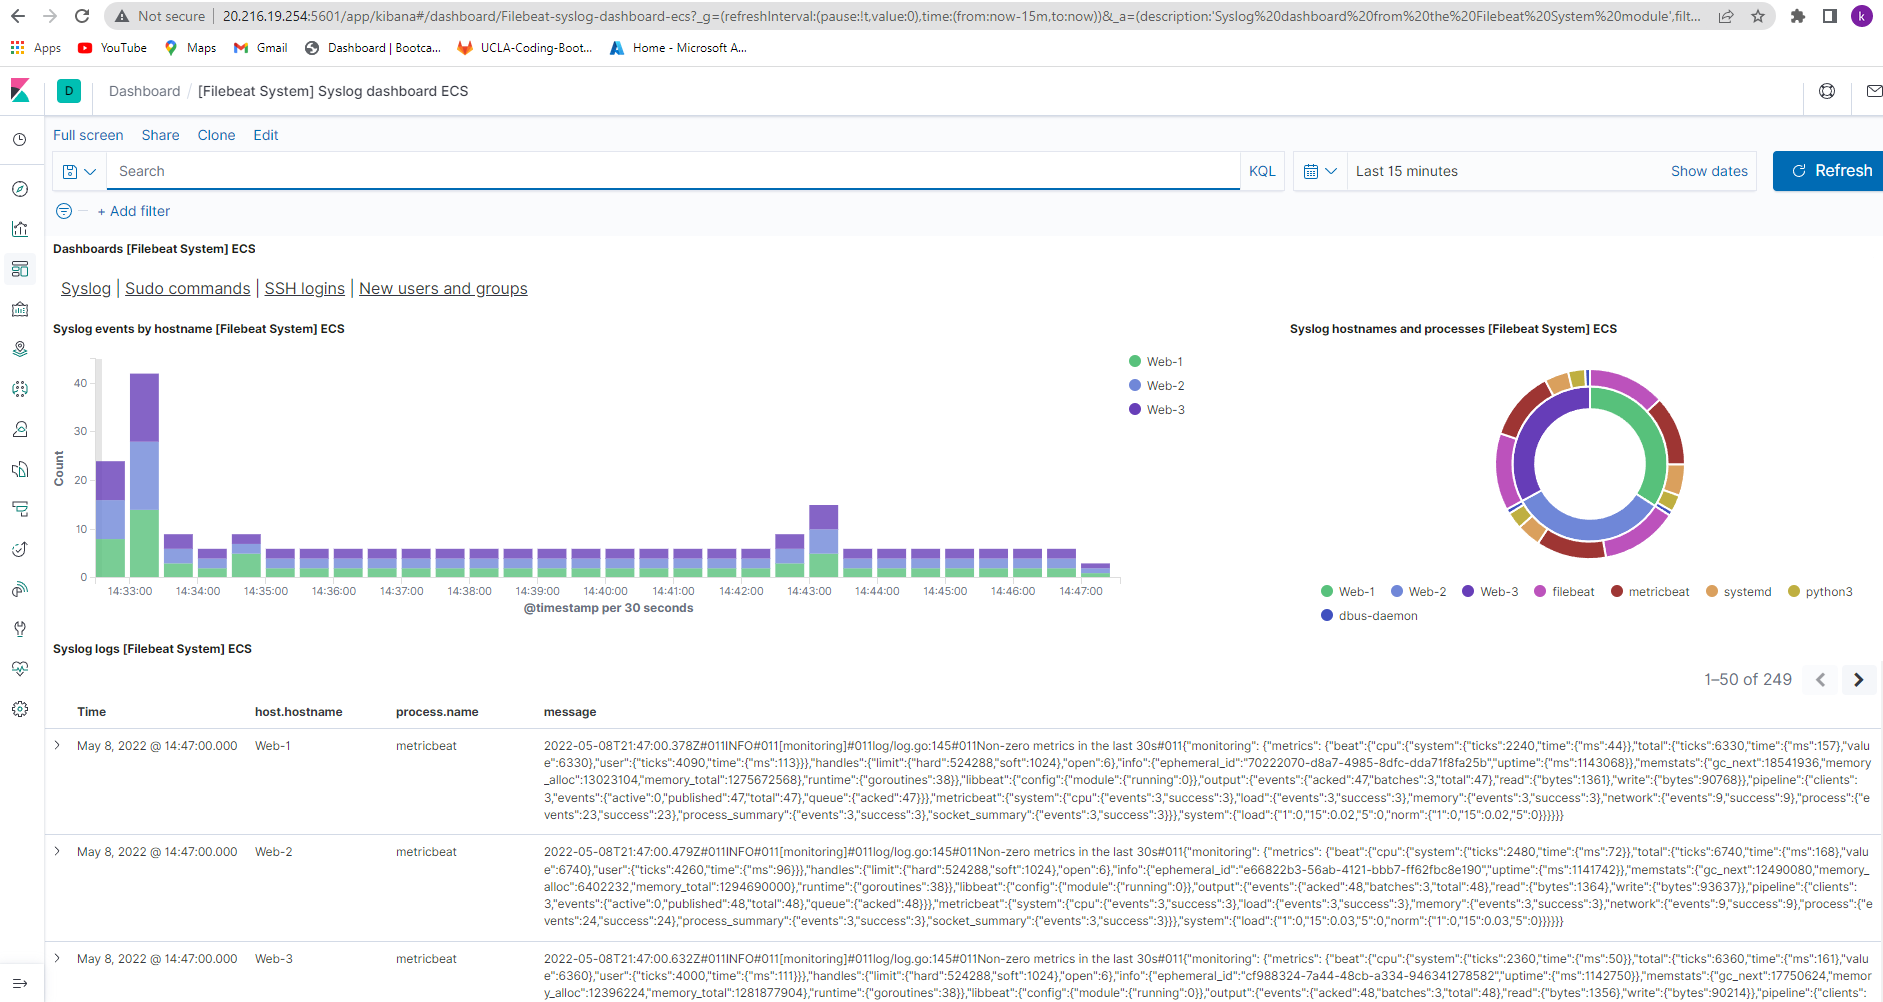 Not secure | 20.216.19.254:5601/app/kibana#/dashboard/Filebeat-syslog-dashboard-ecs?_g=(refreshInterval:(pause:!t,value:0),time:(from:now-15m,to:now))&_a=(description:'Syslog%20dashboard%20from%20the%20Filebeat%20System%20module',filt...
k
Apps YouTube Maps Gmail Dashboard | Bootca... UCLA-Coding-Boot... Home - Microsoft A...
D Dashboard / [Filebeat System] Syslog dashboard ECS
Full screen Share Clone Edit
Search KQL Last 15 minutes Show dates Refresh
+ Add filter
Dashboards [Filebeat System] ECS
Syslog | Sudo commands | SSH logins | New users and groups
Syslog events by hostname [Filebeat System] ECS
Count
40
30
20
10
0
14:33:00 14:34:00 14:35:00 14:36:00 14:37:00 14:38:00 14:39:00 14:40:00 14:41:00 14:42:00 14:43:00 14:44:00 14:45:00 14:46:00 14:47:00
@timestamp per 30 seconds
Web-1
Web-2
Web-3
Syslog hostnames and processes [Filebeat System] ECS
Web-1 Web-2 Web-3 filebeat metricbeat systemd python3
dbus-daemon
Syslog logs [Filebeat System] ECS
1–50 of 249
Time host.hostname process.name message
May 8, 2022 @ 14:47:00.000 Web-1 metricbeat 2022-05-08T21:47:00.378Z#011INFO#011[monitoring]#011log/log.go:145#011Non-zero metrics in the last 30s#011{"monitoring": {"metrics": {"beat":{"cpu":{"system":{"ticks":2240,"time":{"ms":44}},"total":{"ticks":6330,"time":{"ms":157},"valu
e":6330},"user":{"ticks":4090,"time":{"ms":113}}},"handles":{"limit":{"hard":524288,"soft":1024},"open":6},"info":{"ephemeral_id":"70222070-d8a7-4985-8dfc-dda71f8fa25b","uptime":{"ms":1143068}},"memstats":{"gc_next":18541936,"memory
_alloc":13023104,"memory_total":1275672568},"runtime":{"goroutines":38}},"libbeat":{"config":{"module":{"running":0}},"output":{"events":{"acked":47,"batches":3,"total":47},"read":{"bytes":1361},"write":{"bytes":90768}},"pipeline":{"clients":
3,"events":{"active":0,"published":47,"total":47},"queue":{"acked":47}}},"metricbeat":{"system":{"cpu":{"events":3,"success":3},"load":{"events":3,"success":3},"memory":{"events":3,"success":3},"network":{"events":9,"success":9},"process":{"e
vents":23,"success":23},"process_summary":{"events":3,"success":3},"socket_summary":{"events":3,"success":3}}},"system":{"load":{"1":0,"15":0.02,"5":0,"norm":{"1":0,"15":0.02,"5":0}}}}}}
May 8, 2022 @ 14:47:00.000 Web-2 metricbeat 2022-05-08T21:47:00.479Z#011INFO#011[monitoring]#011log/log.go:145#011Non-zero metrics in the last 30s#011{"monitoring": {"metrics": {"beat":{"cpu":{"system":{"ticks":2480,"time":{"ms":72}},"total":{"ticks":6740,"time":{"ms":168},"valu
e":6740},"user":{"ticks":4260,"time":{"ms":96}}},"handles":{"limit":{"hard":524288,"soft":1024},"open":6},"info":{"ephemeral_id":"e66822b3-56ab-4121-bbb7-ff62fbc8e190","uptime":{"ms":1141742}},"memstats":{"gc_next":12490080,"memory_
alloc":6402232,"memory_total":1294690000},"runtime":{"goroutines":38}},"libbeat":{"config":{"module":{"running":0}},"output":{"events":{"acked":48,"batches":3,"total":48},"read":{"bytes":1364},"write":{"bytes":93637}},"pipeline":{"clients":
3,"events":{"active":0,"published":48,"total":48},"queue":{"acked":48}}},"metricbeat":{"system":{"cpu":{"events":3,"success":3},"load":{"events":3,"success":3},"memory":{"events":3,"success":3},"network":{"events":9,"success":9},"process":{"e
vents":24,"success":24},"process_summary":{"events":3,"success":3},"socket_summary":{"events":3,"success":3}}},"system":{"load":{"1":0,"15":0.03,"5":0,"norm":{"1":0,"15":0.03,"5":0}}}}}}
May 8, 2022 @ 14:47:00.000 Web-3 metricbeat 2022-05-08T21:47:00.632Z#011INFO#011[monitoring]#011log/log.go:145#011Non-zero metrics in the last 30s#011{"monitoring": {"metrics": {"beat":{"cpu":{"system":{"ticks":2360,"time":{"ms":50}},"total":{"ticks":6360,"time":{"ms":161},"valu
e":6360},"user":{"ticks":4000,"time":{"ms":111}}},"handles":{"limit":{"hard":524288,"soft":1024},"open":6},"info":{"ephemeral_id":"cf988324-7a44-48cb-a334-946341278582","uptime":{"ms":1142750}},"memstats":{"gc_next":17750624,"memor
y_alloc":12396224,"memory_total":1281877904},"runtime":{"goroutines":38}},"libbeat":{"config":{"module":{"running":0}},"output":{"events":{"acked":48,"batches":3,"total":48},"read":{"bytes":1356},"write":{"bytes":90214}},"pipeline":{"clients":